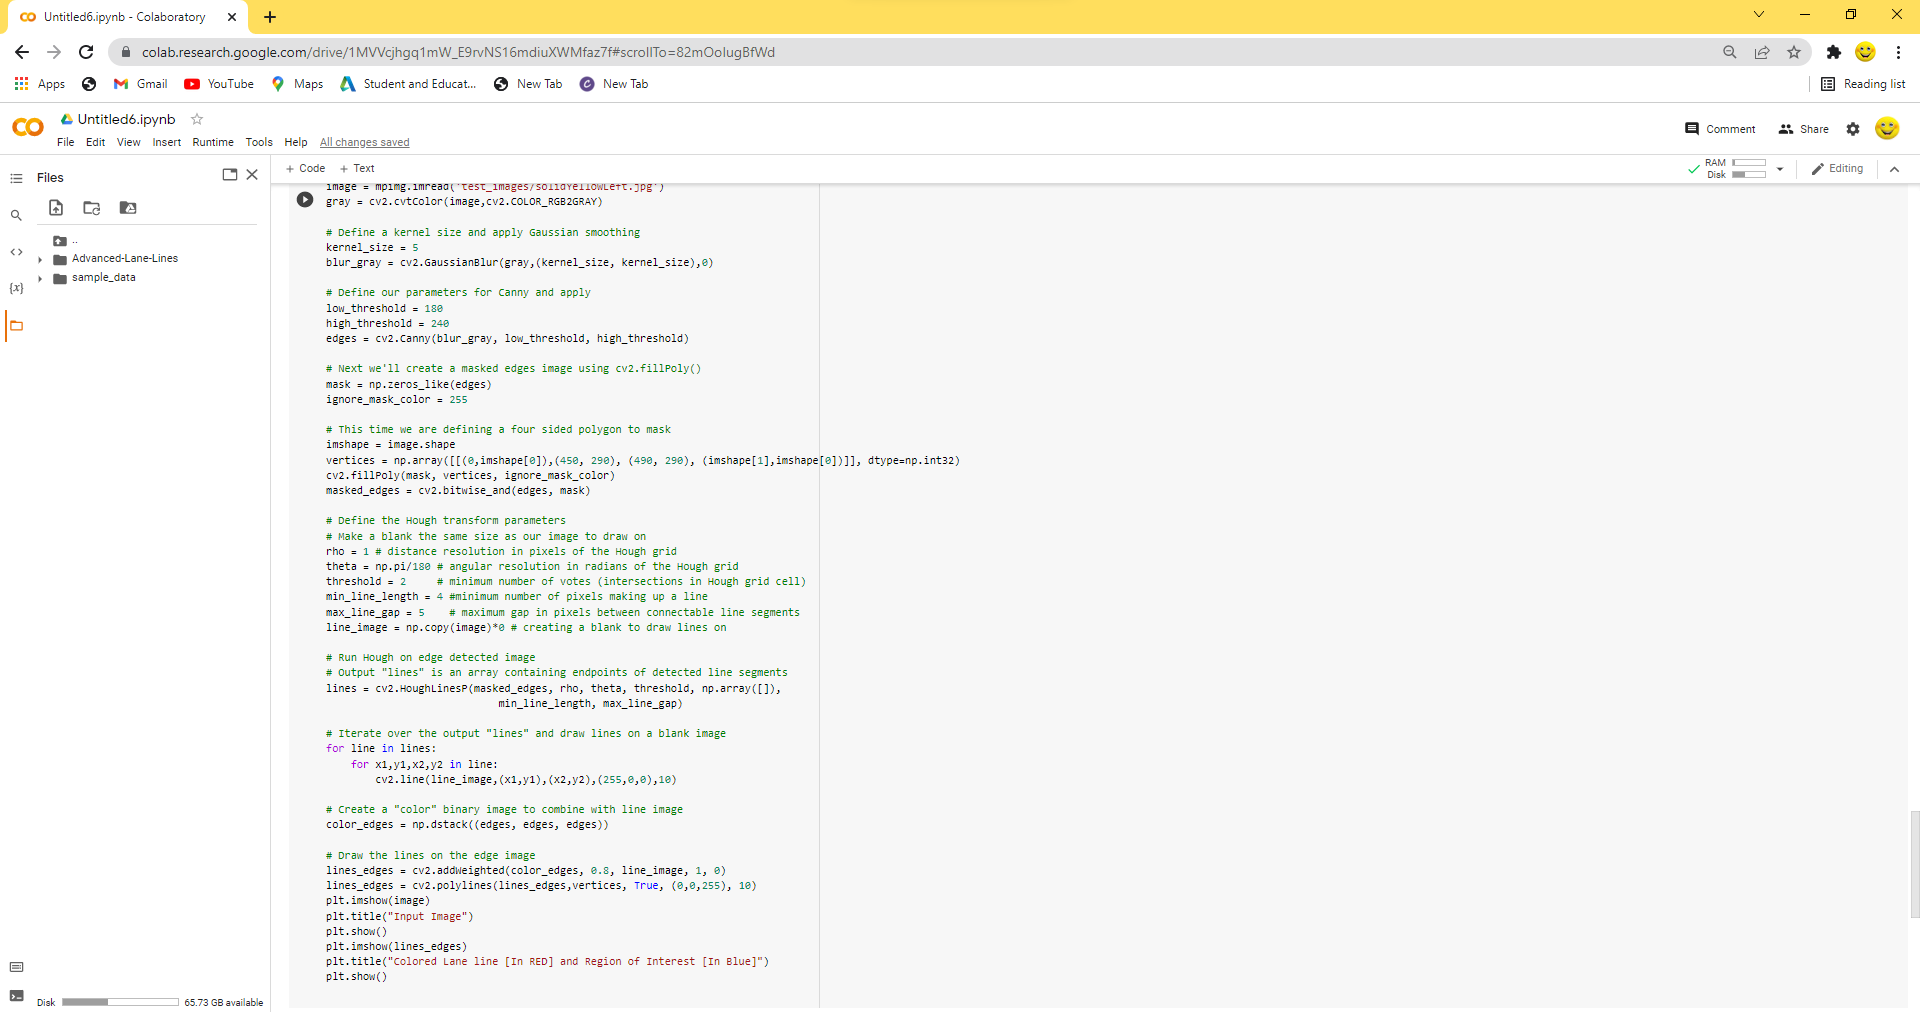 Untitled6.ipynb - Colaboratory
colab.research.google.com/drive/1MVVcjhgq1mW_E9rvNS16mdiuXWMfaz7f#scrollTo=82mOoIugBfWd
Apps Gmail YouTube Maps Student and Educat... New Tab New Tab Reading list
Untitled6.ipynb
File Edit View Insert Runtime Tools Help All changes saved
Comment Share
Files
+ Code + Text
RAM
Disk
Editing
..
Advanced-Lane-Lines
sample_data
Disk 65.73 GB available
image = mpimg.imread('test_images/solidYellowLeft.jpg')
gray = cv2.cvtColor(image,cv2.COLOR_RGB2GRAY)
# Define a kernel size and apply Gaussian smoothing
kernel_size = 5
blur_gray = cv2.GaussianBlur(gray,(kernel_size, kernel_size),0)
# Define our parameters for Canny and apply
low_threshold = 180
high_threshold = 240
edges = cv2.Canny(blur_gray, low_threshold, high_threshold)
# Next we'll create a masked edges image using cv2.fillPoly()
mask = np.zeros_like(edges)
ignore_mask_color = 255
# This time we are defining a four sided polygon to mask
imshape = image.shape
vertices = np.array([[(0,imshape[0]),(450, 290), (490, 290), (imshape[1],imshape[0])]], dtype=np.int32)
cv2.fillPoly(mask, vertices, ignore_mask_color)
masked_edges = cv2.bitwise_and(edges, mask)
# Define the Hough transform parameters
# Make a blank the same size as our image to draw on
rho = 1 # distance resolution in pixels of the Hough grid
theta = np.pi/180 # angular resolution in radians of the Hough grid
threshold = 2     # minimum number of votes (intersections in Hough grid cell)
min_line_length = 4 #minimum number of pixels making up a line
max_line_gap = 5    # maximum gap in pixels between connectable line segments
line_image = np.copy(image)*0 # creating a blank to draw lines on
# Run Hough on edge detected image
# Output "lines" is an array containing endpoints of detected line segments
lines = cv2.HoughLinesP(masked_edges, rho, theta, threshold, np.array([]),
                            min_line_length, max_line_gap)
# Iterate over the output "lines" and draw lines on a blank image
for line in lines:
    for x1,y1,x2,y2 in line:
        cv2.line(line_image,(x1,y1),(x2,y2),(255,0,0),10)
# Create a "color" binary image to combine with line image
color_edges = np.dstack((edges, edges, edges))
# Draw the lines on the edge image
lines_edges = cv2.addWeighted(color_edges, 0.8, line_image, 1, 0)
lines_edges = cv2.polylines(lines_edges,vertices, True, (0,0,255), 10)
plt.imshow(image)
plt.title("Input Image")
plt.show()
plt.imshow(lines_edges)
plt.title("Colored Lane line [In RED] and Region of Interest [In Blue]")
plt.show()